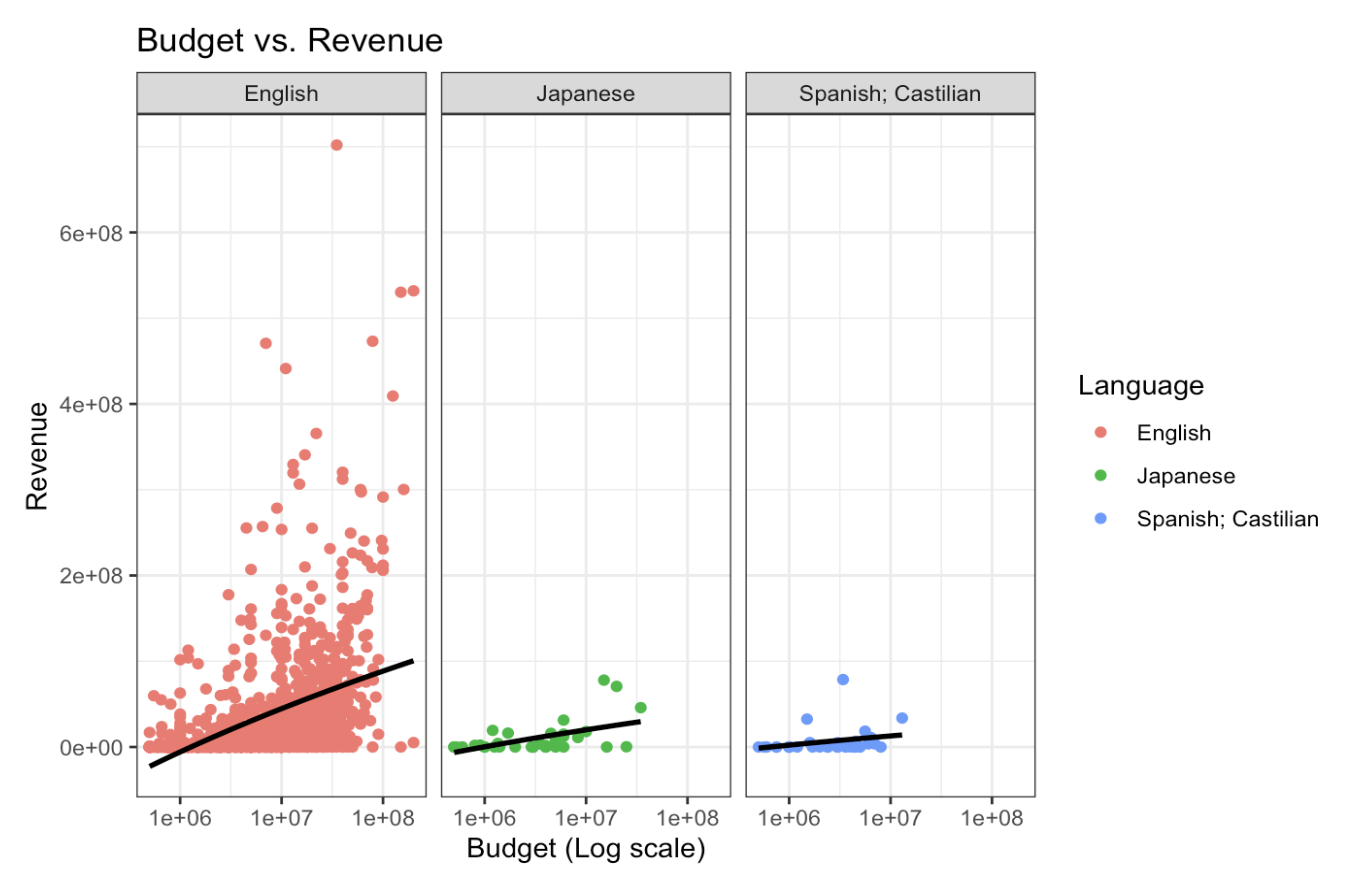 Budget vs. Revenue
English
Japanese
Spanish; Castilian
6e+08
4e+08
2e+08
0e+00
Revenue
1e+06 1e+07 1e+08
1e+06 1e+07 1e+08
1e+06 1e+07 1e+08
Budget (Log scale)
Language
English
Japanese
Spanish; Castilian